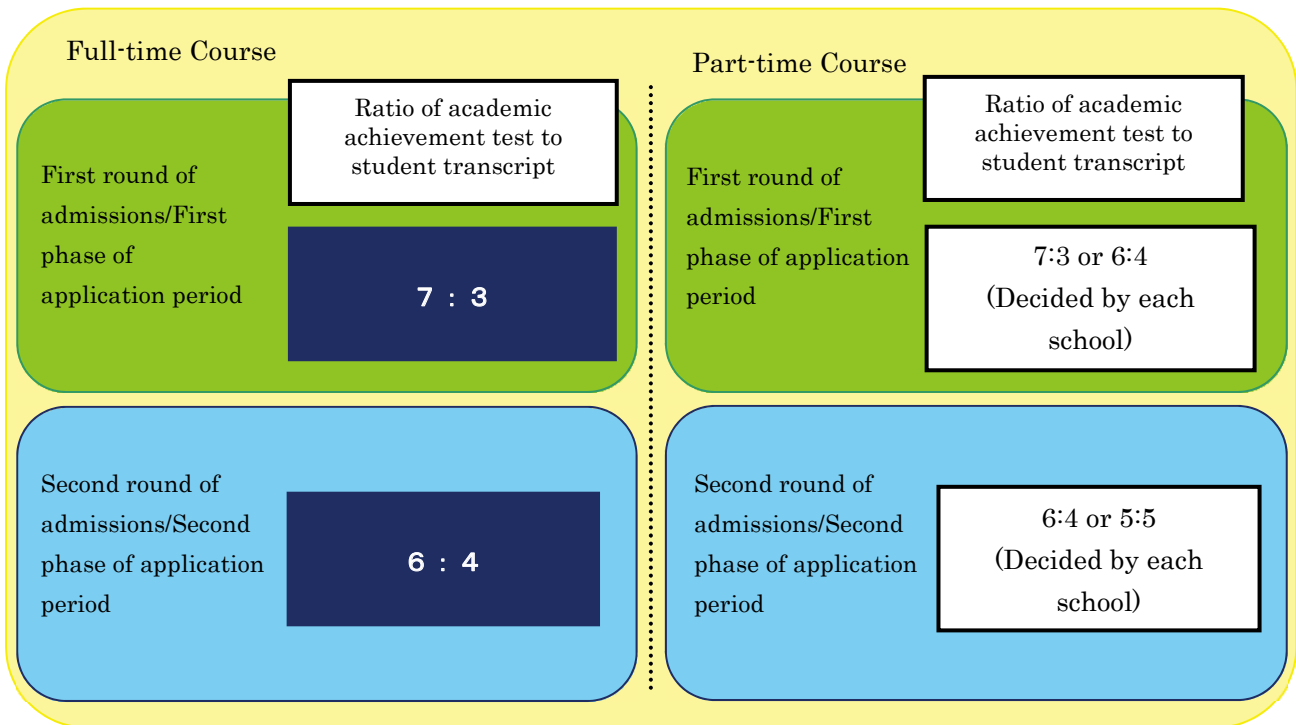 Full-time Course
Ratio of academic
achievement test to
student transcript
First round of
admissions/First
phase of
application period
7 : 3
Second round of
admissions/Second
phase of application
period
6 : 4
Part-time Course
Ratio of academic
achievement test to
student transcript
First round of
admissions/First
phase of application
period
7:3 or 6:4
(Decided by each
school)
Second round of
admissions/Second
phase of application
period
6:4 or 5:5
(Decided by each
school)